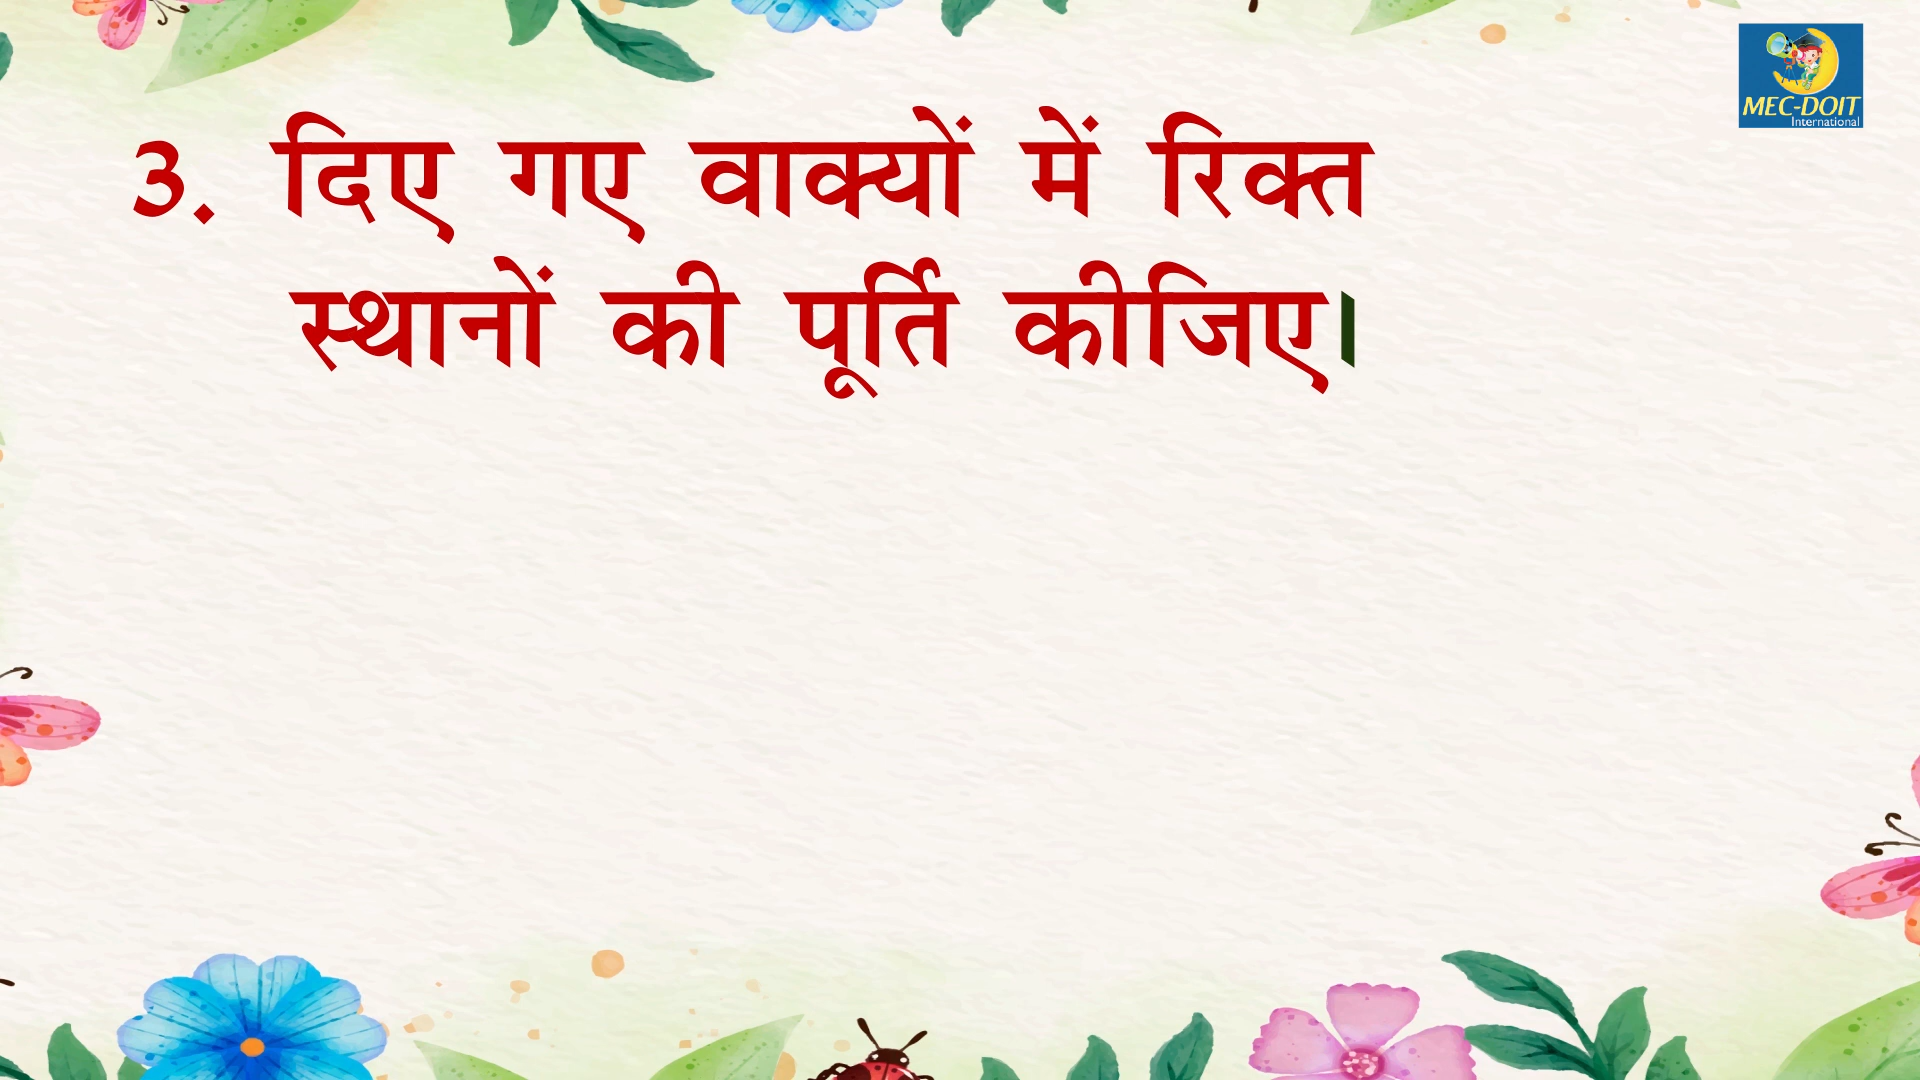 MEC-DOIT
International
3. दिए गए वाक्यों में रिक्त
स्थानों की पूर्ति कीजिए।